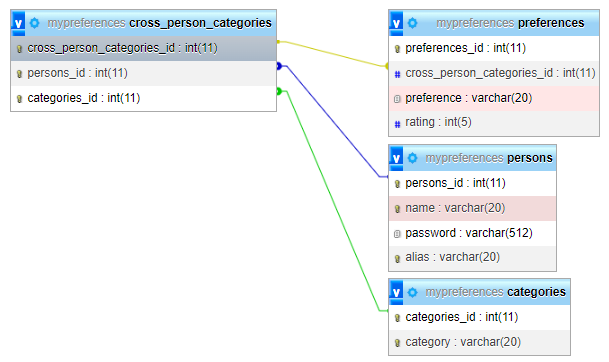 v mypreferences cross_person_categories
cross_person_categories_id : int(11)
persons_id : int(11)
categories_id : int(11)
v mypreferences preferences
preferences_id : int(11)
# cross_person_categories_id : int(11)
preference : varchar(20)
# rating : int(5)
v mypreferences persons
persons_id : int(11)
name : varchar(20)
password : varchar(512)
alias : varchar(20)
v mypreferences categories
categories_id : int(11)
category : varchar(20)